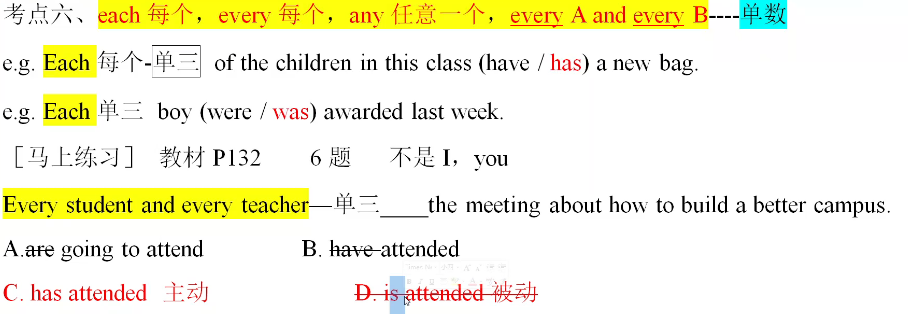 考点六、each 每个，every 每个，any 任意一个，every A and every B----单数
e.g. Each 每个-单三 of the children in this class (have / has) a new bag.
e.g. Each 单三 boy (were / was) awarded last week.
［马上练习］ 教材 P132 6 题 不是 I，you
Every student and every teacher—单三____the meeting about how to build a better campus.
A.are going to attend B. have attended
C. has attended 主动 D. is attended 被动